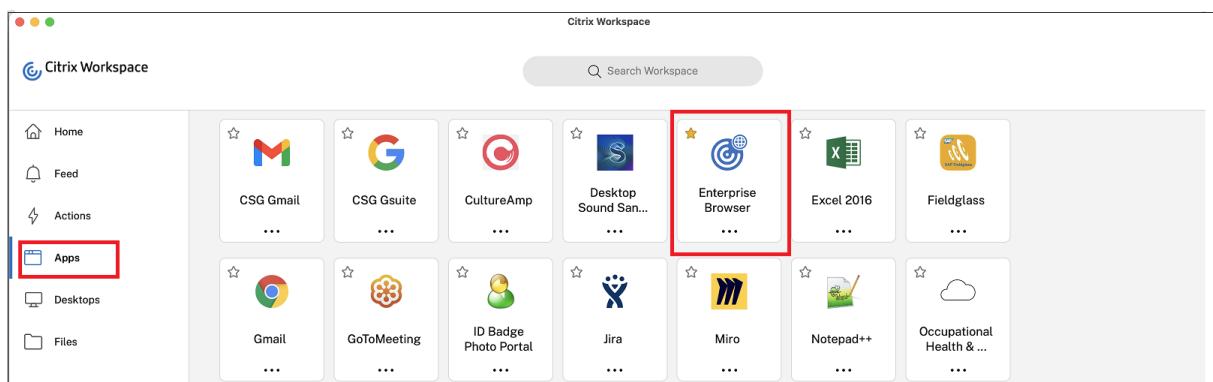 Citrix Workspace
Citrix Workspace
Search Workspace
Home
Feed
Actions
Apps
Desktops
Files
CSG Gmail
CSG Gsuite
CultureAmp
Desktop
Sound San...
Enterprise
Browser
Excel 2016
Fieldglass
Gmail
GoToMeeting
ID Badge
Photo Portal
Jira
Miro
Notepad++
Occupational
Health & ...